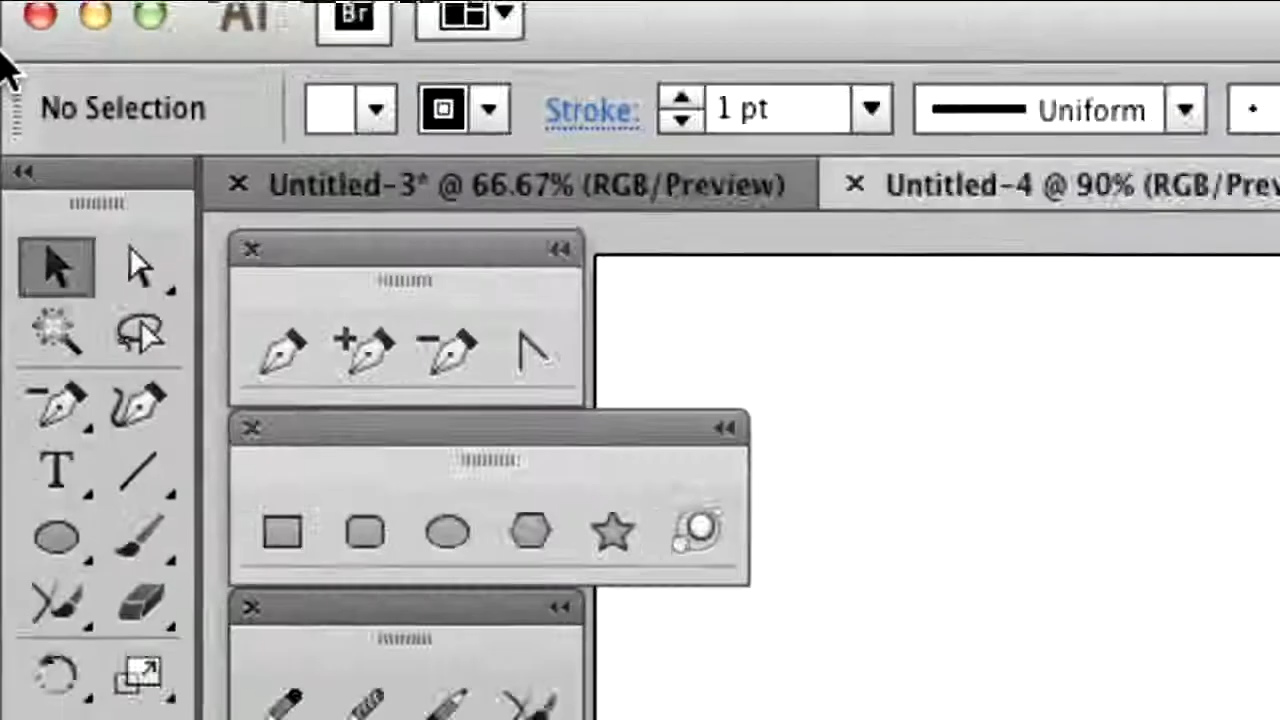 Ai Br
No Selection Stroke: 1 pt Uniform
Untitled-3* @ 66.67% (RGB/Preview) Untitled-4 @ 90% (RGB/Prev
T